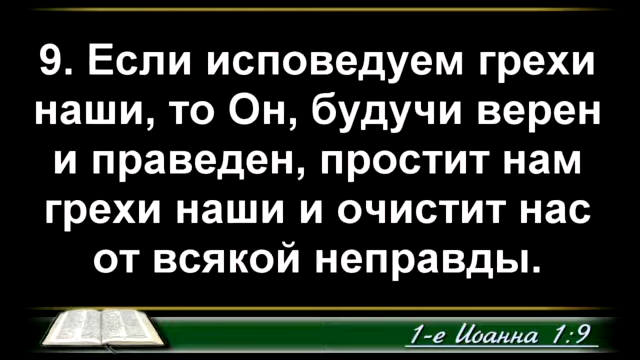 9. Если исповедуем грехи
наши, то Он, будучи верен
и праведен, простит нам
грехи наши и очистит нас
от всякой неправды.
1-е Иоанна 1:9